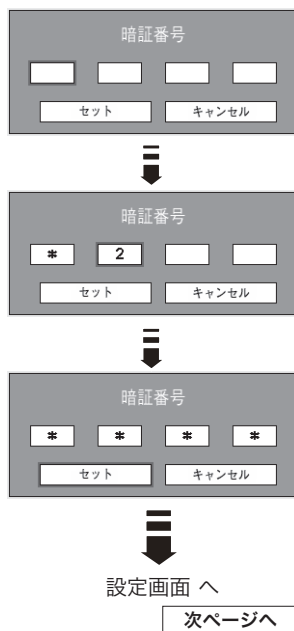 暗証番号
セット キャンセル
暗証番号
* 2
セット キャンセル
暗証番号
* * * *
セット キャンセル
設定画面 へ
次ページへ